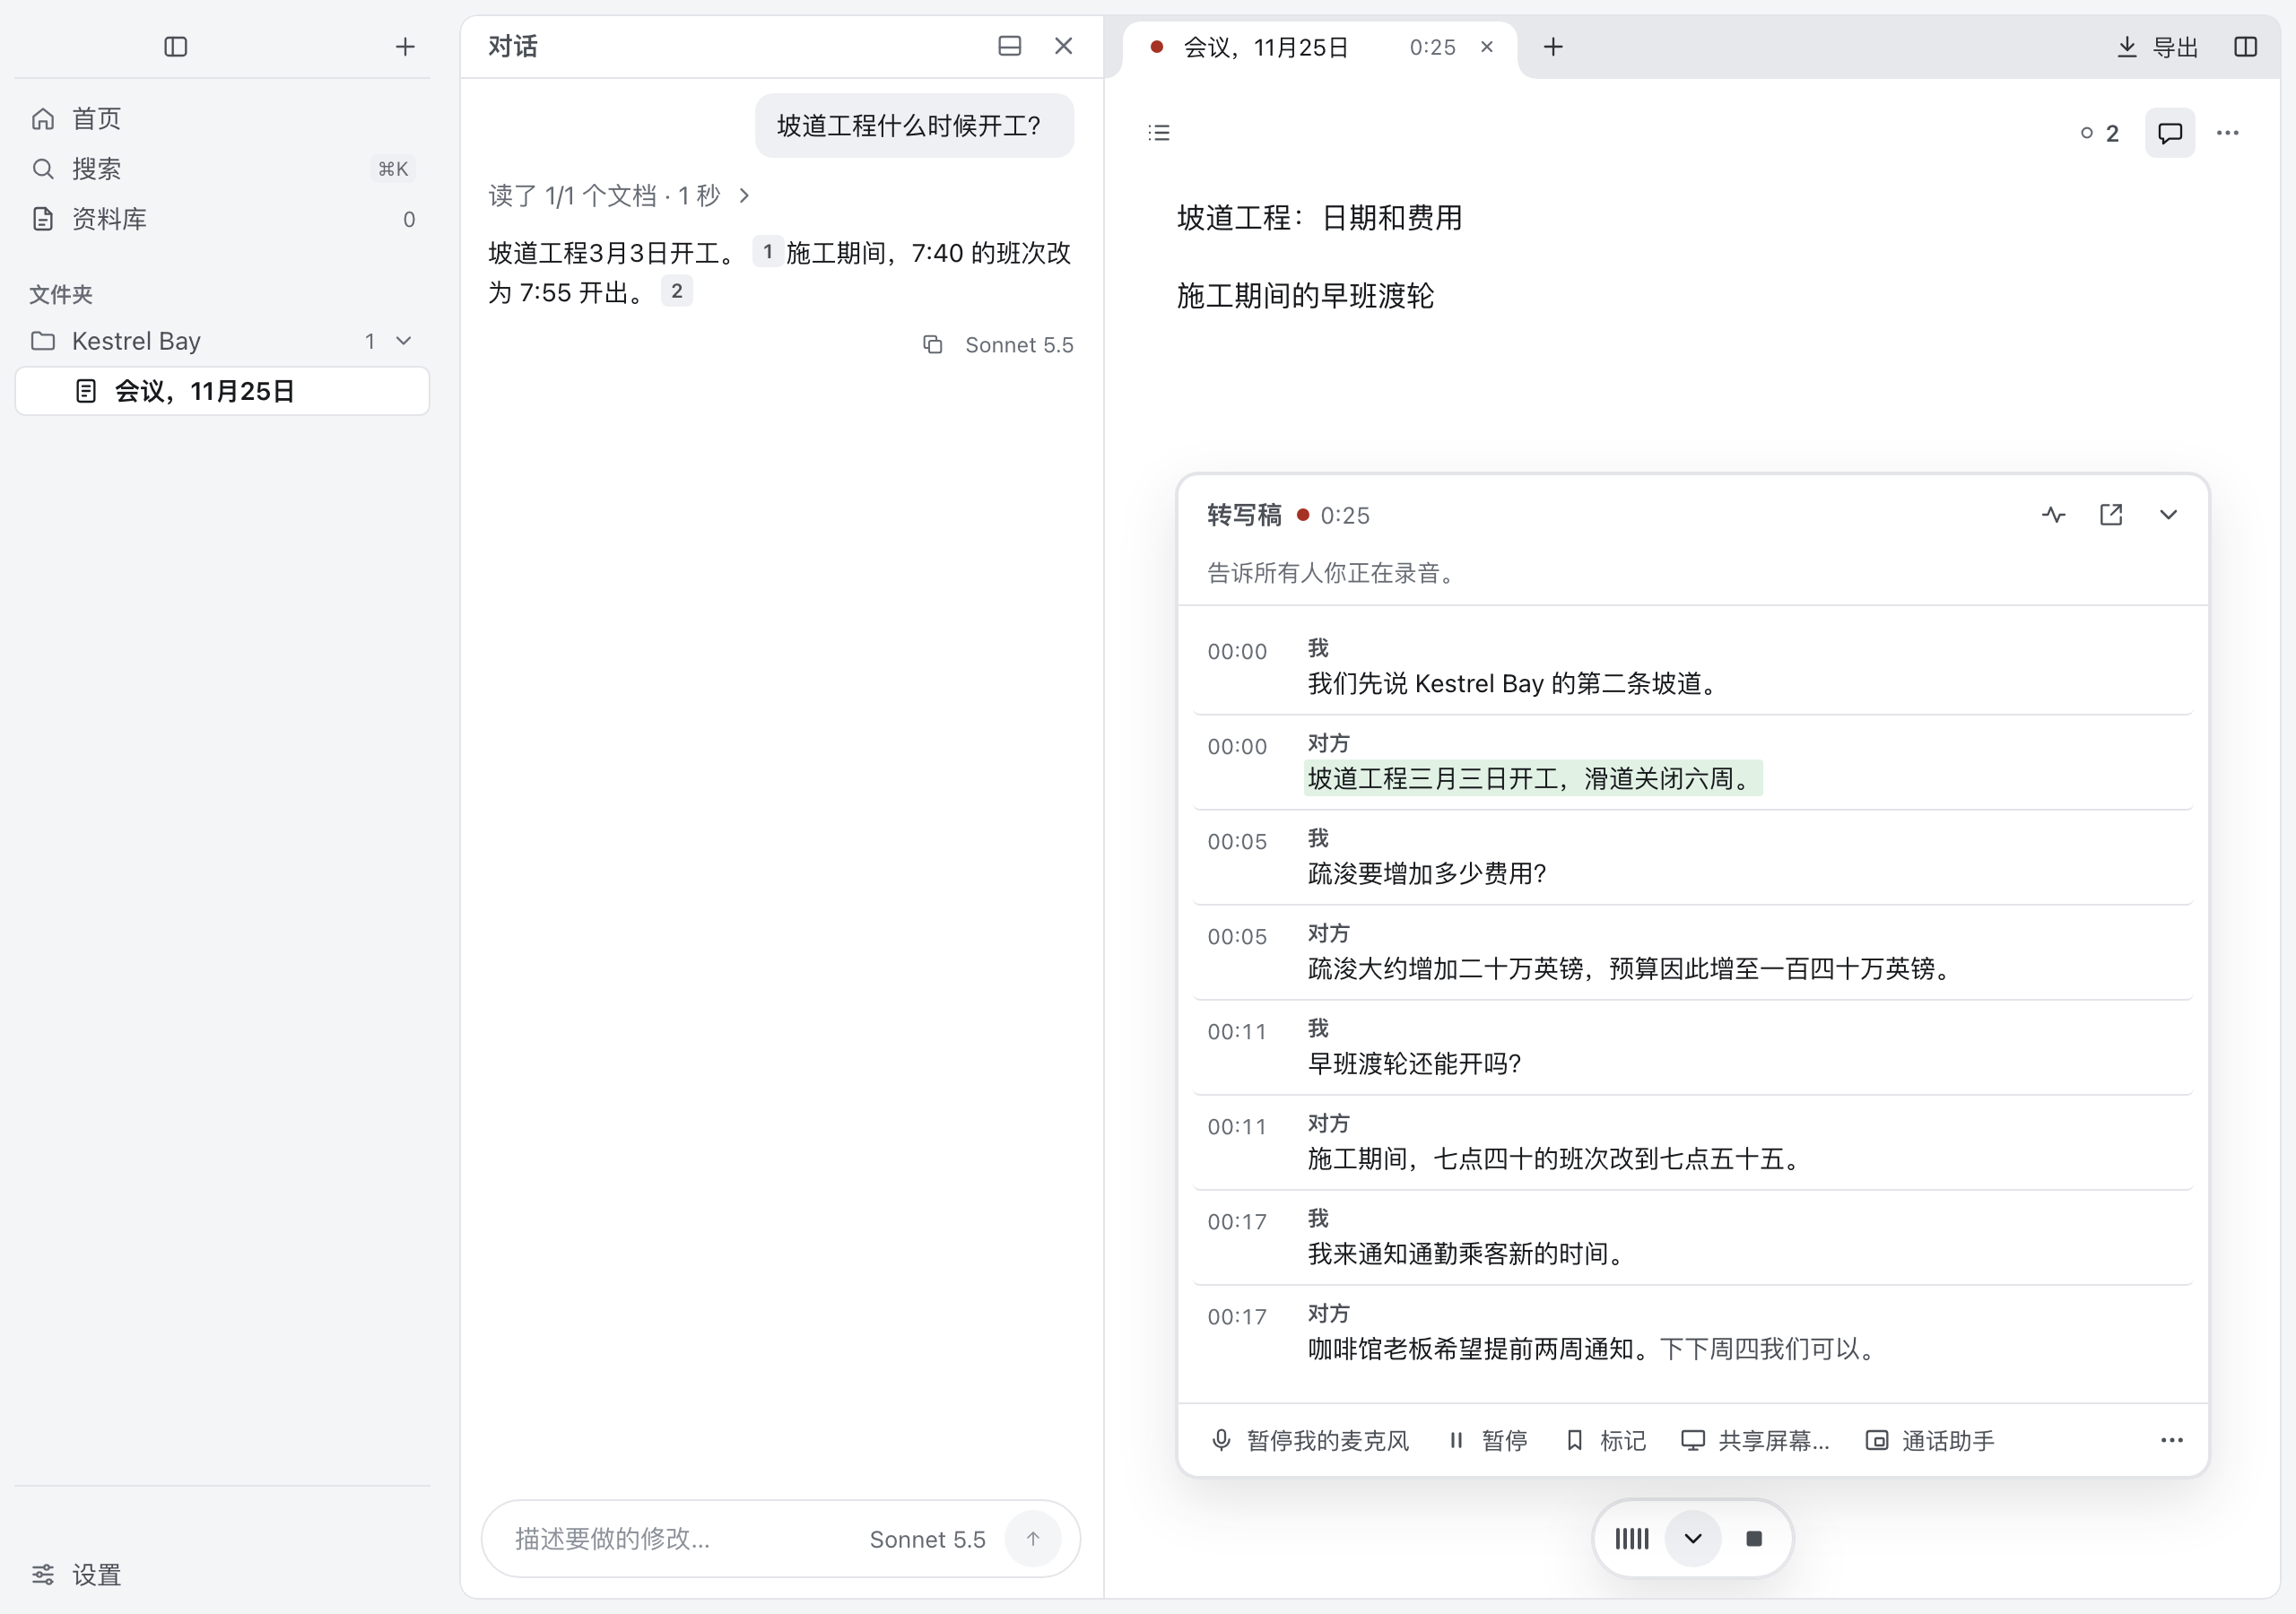 首页
搜索 ⌘K
资料库 0
文件夹
Kestrel Bay 1
会议，11月25日
设置
对话
坡道工程什么时候开工？
读了 1/1 个文档 · 1 秒
坡道工程3月3日开工。 1 施工期间，7:40 的班次改
为 7:55 开出。 2
Sonnet 5.5
描述要做的修改... Sonnet 5.5
会议，11月25日 0:25
导出
2
坡道工程：日期和费用
施工期间的早班渡轮
转写稿 0:25
告诉所有人你正在录音。
00:00 我
我们先说 Kestrel Bay 的第二条坡道。
00:00 对方
坡道工程三月三日开工，滑道关闭六周。
00:05 我
疏浚要增加多少费用？
00:05 对方
疏浚大约增加二十万英镑，预算因此增至一百四十万英镑。
00:11 我
早班渡轮还能开吗？
00:11 对方
施工期间，七点四十的班次改到七点五十五。
00:17 我
我来通知通勤乘客新的时间。
00:17 对方
咖啡馆老板希望提前两周通知。下下周四我们可以。
暂停我的麦克风 暂停 标记 共享屏幕... 通话助手